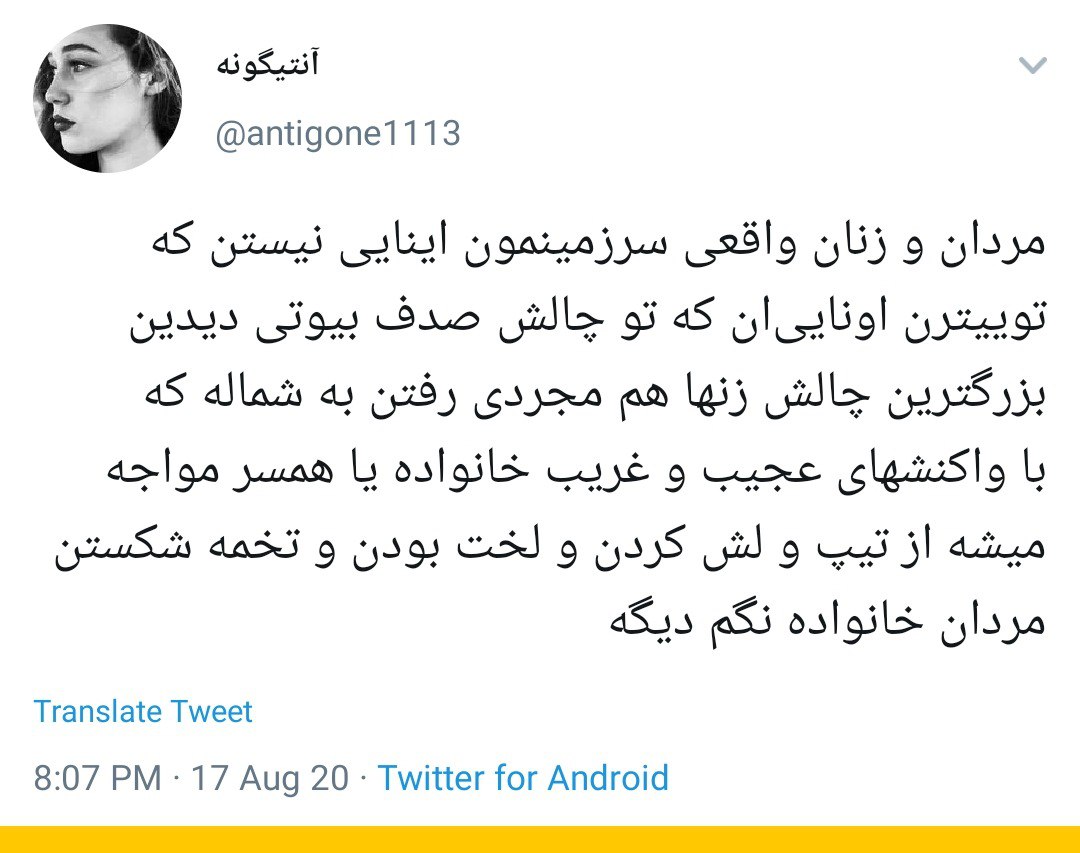 آنتیگونه
@antigone1113
مردان و زنان واقعی سرزمینمون اینایی نیستن که
توییترن اونایی‌ان که تو چالش صدف بیوتی دیدین
بزرگترین چالش زنها هم مجردی رفتن به شماله که
با واکنشهای عجیب و غریب خانواده یا همسر مواجه
میشه از تیپ و لش کردن و لخت بودن و تخمه شکستن
مردان خانواده نگم دیگه
Translate Tweet
8:07 PM · 17 Aug 20 · Twitter for Android